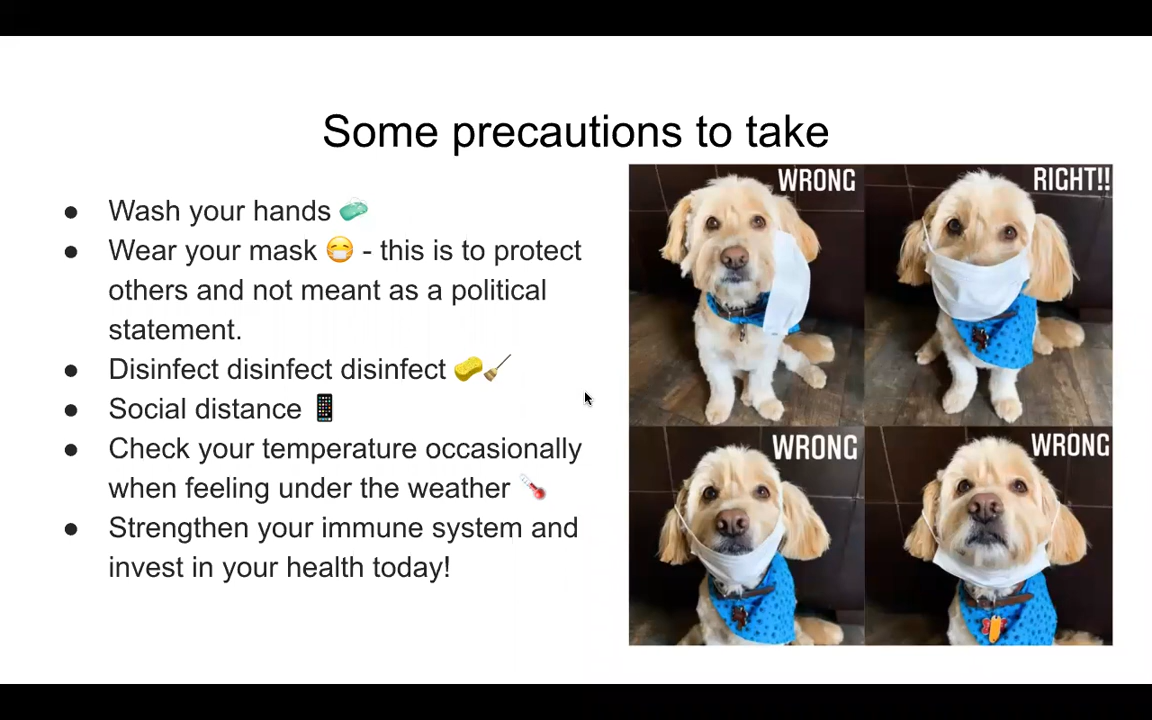 Some precautions to take
● Wash your hands 🧼
● Wear your mask 😷 - this is to protect
others and not meant as a political
statement.
● Disinfect disinfect disinfect 🧽🧹
● Social distance 📱
● Check your temperature occasionally
when feeling under the weather 🌡️
● Strengthen your immune system and
invest in your health today!
WRONG
RIGHT!!
WRONG
WRONG